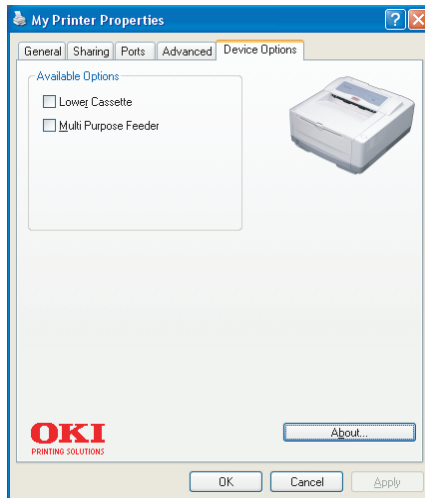 My Printer Properties
General Sharing Ports Advanced Device Options
Available Options
Lower Cassette
Multi Purpose Feeder
OKI
PRINTING SOLUTIONS
About...
OK Cancel Apply